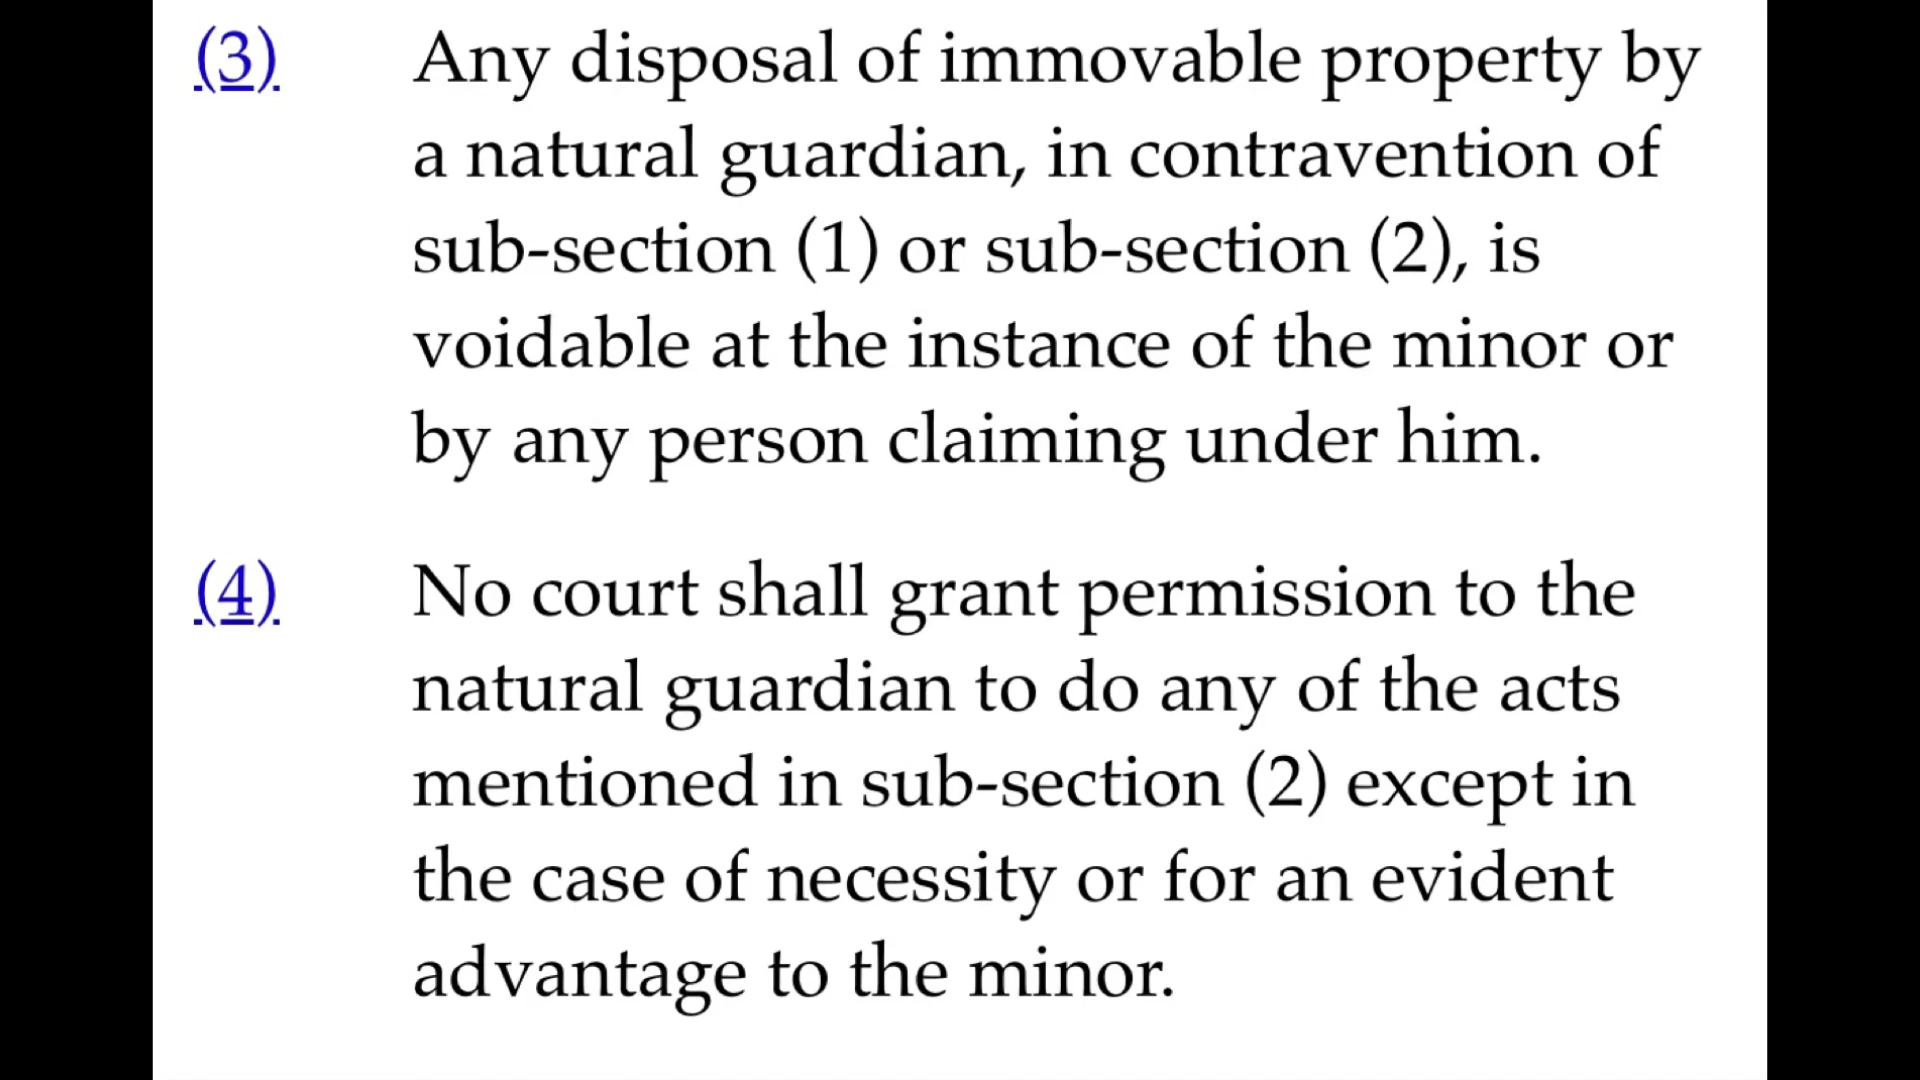 (3) Any disposal of immovable property by
a natural guardian, in contravention of
sub-section (1) or sub-section (2), is
voidable at the instance of the minor or
by any person claiming under him.
(4) No court shall grant permission to the
natural guardian to do any of the acts
mentioned in sub-section (2) except in
the case of necessity or for an evident
advantage to the minor.